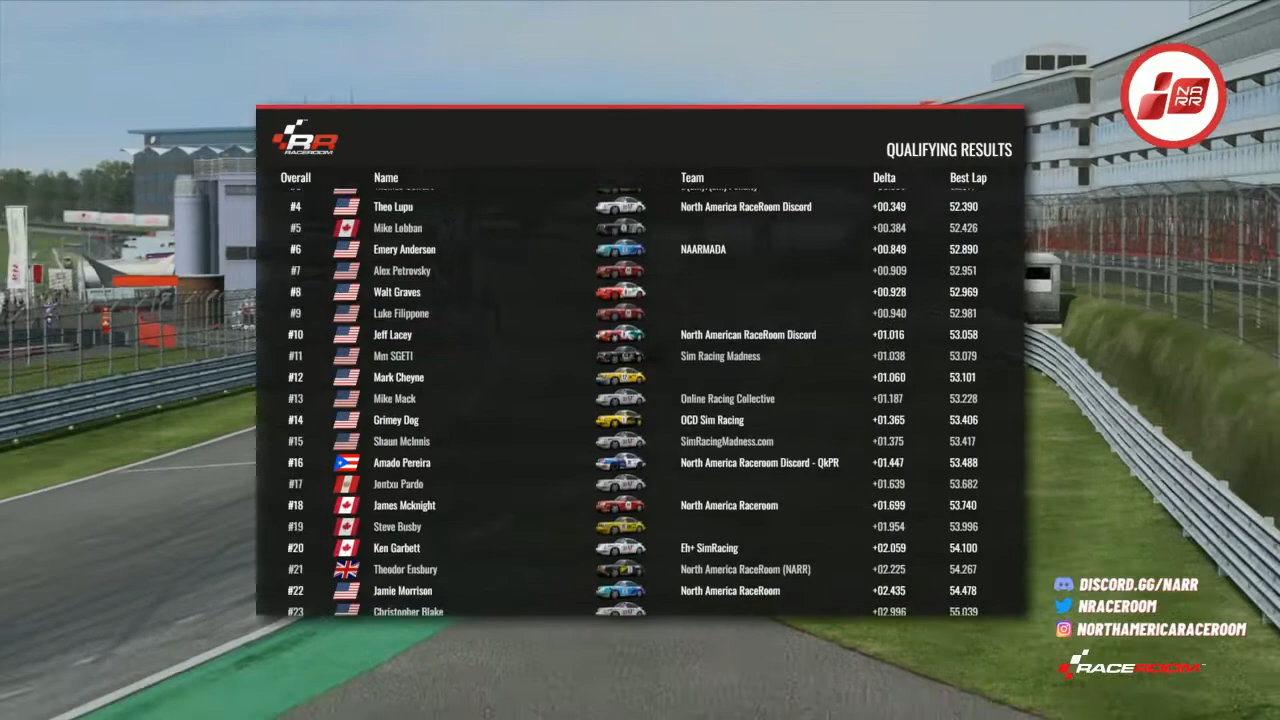 NA
RR
RR
RACEROOM
QUALIFYING RESULTS
Overall Name Team Delta Best Lap
#4 Theo Lupu North America RaceRoom Discord +00.349 52.390
#5 Mike Lobban +00.384 52.426
#6 Emery Anderson NAARMADA +00.849 52.890
#7 Alex Petrovsky +00.909 52.951
#8 Walt Graves +00.928 52.969
#9 Luke Filippone +00.940 52.981
#10 Jeff Lacey North American RaceRoom Discord +01.016 53.058
#11 Mm SGETI Sim Racing Madness +01.038 53.079
#12 Mark Cheyne +01.060 53.101
#13 Mike Mack Online Racing Collective +01.187 53.228
#14 Grimey Dog OCD Sim Racing +01.365 53.406
#15 Shaun McInnis SimRacingMadness.com +01.375 53.417
#16 Amado Pereira North America Raceroom Discord - QkPR +01.447 53.488
#17 Jontxu Pardo +01.639 53.682
#18 James Mcknight North America Raceroom +01.699 53.740
#19 Steve Busby +01.954 53.996
#20 Ken Garbett Eh+ SimRacing +02.059 54.100
#21 Theodor Ensbury North America RaceRoom (NARR) +02.225 54.267
#22 Jamie Morrison North America RaceRoom +02.435 54.478
#23 Christopher Blake +02.996 55.039
DISCORD.GG/NARR
NRACEROOM
NORTHAMERICARACEROOM
RACEROOM